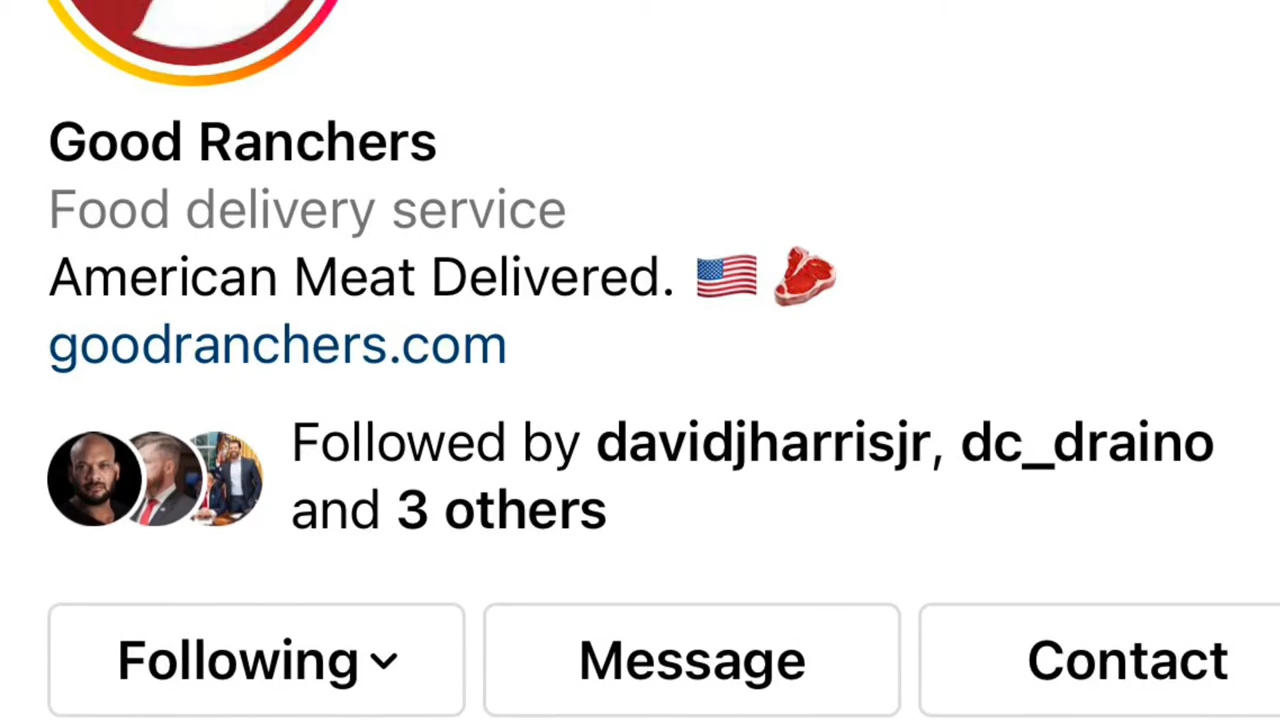 Good Ranchers
Food delivery service
American Meat Delivered. 🇺🇸 🥩
goodranchers.com
Followed by davidjharrisjr, dc_draino
and 3 others
Following
Message
Contact